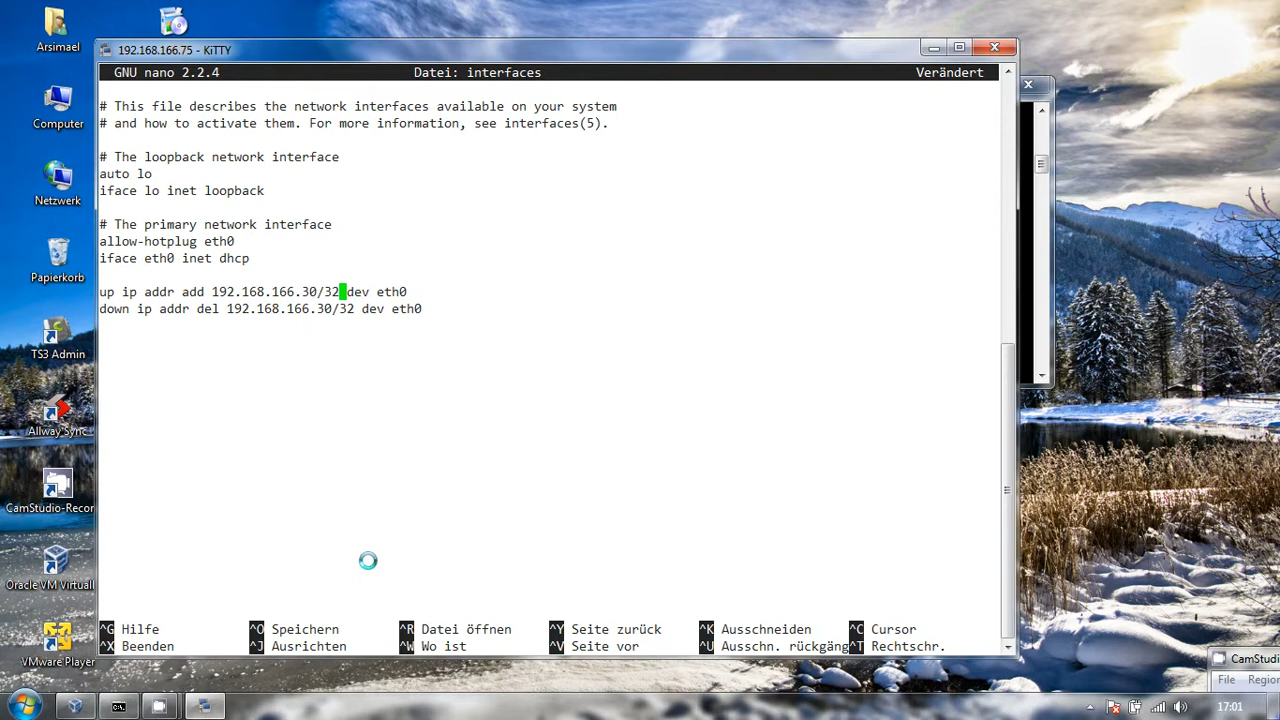 Arsimael
Computer
Netzwerk
Papierkorb
TS3 Admin
Allway Sync
CamStudio-Recor
Oracle VM Virtuall
VMware Player
192.168.166.75 - KiTTY
GNU nano 2.2.4 Datei: interfaces Verändert
# This file describes the network interfaces available on your system
# and how to activate them. For more information, see interfaces(5).
# The loopback network interface
auto lo
iface lo inet loopback
# The primary network interface
allow-hotplug eth0
iface eth0 inet dhcp
up ip addr add 192.168.166.30/32 dev eth0
down ip addr del 192.168.166.30/32 dev eth0
^G Hilfe ^O Speichern ^R Datei öffnen ^Y Seite zurück ^K Ausschneiden ^C Cursor
^X Beenden ^J Ausrichten ^W Wo ist ^V Seite vor ^U Ausschn. rückgäng^T Rechtschr.
CamStudi
File Region
17:01